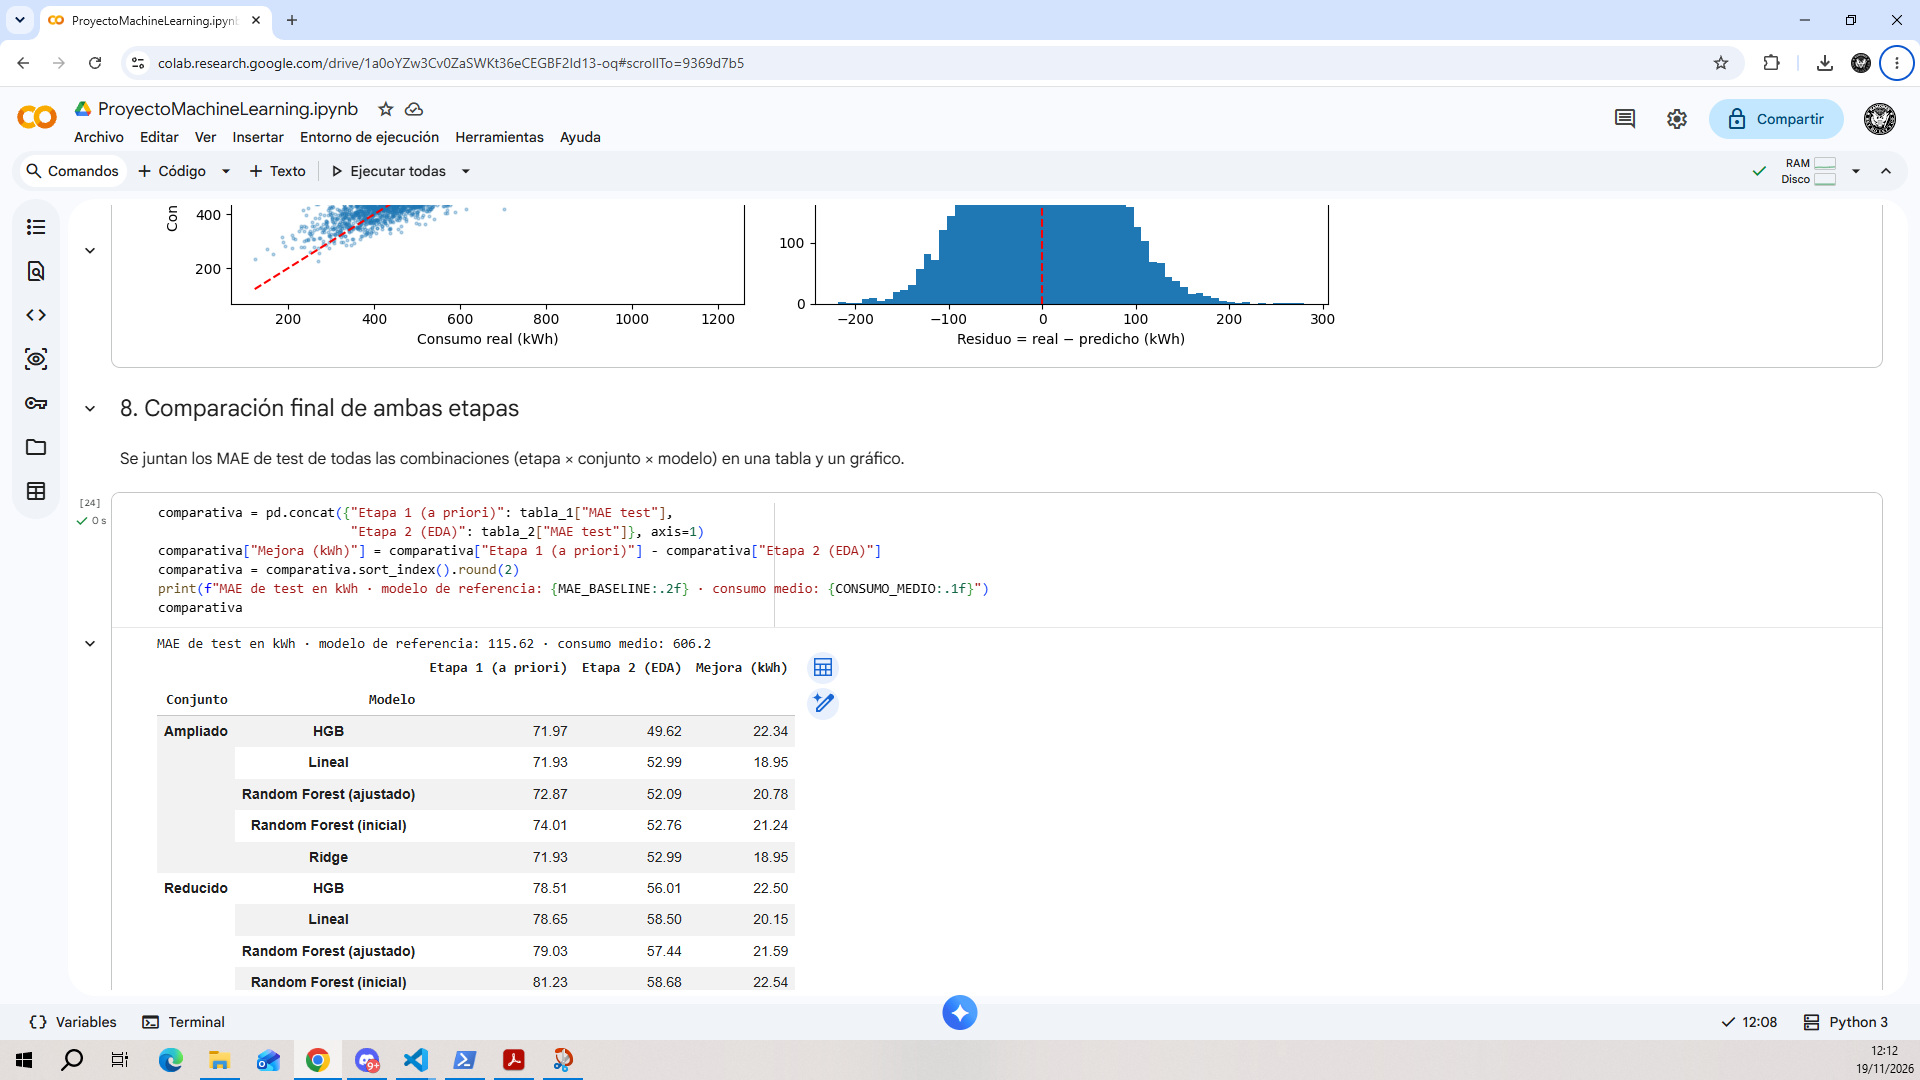 ProyectoMachineLearning.ipynb
colab.research.google.com/drive/1a0oYZw3Cv0ZaSWKt36eCEGBF2Id13-oq#scrollTo=9369d7b5
ProyectoMachineLearning.ipynb
Archivo Editar Ver Insertar Entorno de ejecución Herramientas Ayuda
Compartir
Comandos + Código + Texto Ejecutar todas
RAM
Disco
Con
400
200
200 400 600 800 1000 1200
Consumo real (kWh)
100
0
−200 −100 0 100 200 300
Residuo = real − predicho (kWh)
8. Comparación final de ambas etapas
Se juntan los MAE de test de todas las combinaciones (etapa × conjunto × modelo) en una tabla y un gráfico.
[24]
0 s
comparativa = pd.concat({"Etapa 1 (a priori)": tabla_1["MAE test"],
"Etapa 2 (EDA)": tabla_2["MAE test"]}, axis=1)
comparativa["Mejora (kWh)"] = comparativa["Etapa 1 (a priori)"] - comparativa["Etapa 2 (EDA)"]
comparativa = comparativa.sort_index().round(2)
print(f"MAE de test en kWh · modelo de referencia: {MAE_BASELINE:.2f} · consumo medio: {CONSUMO_MEDIO:.1f}")
comparativa
MAE de test en kWh · modelo de referencia: 115.62 · consumo medio: 606.2
Etapa 1 (a priori) Etapa 2 (EDA) Mejora (kWh)
Conjunto Modelo
Ampliado HGB 71.97 49.62 22.34
Lineal 71.93 52.99 18.95
Random Forest (ajustado) 72.87 52.09 20.78
Random Forest (inicial) 74.01 52.76 21.24
Ridge 71.93 52.99 18.95
Reducido HGB 78.51 56.01 22.50
Lineal 78.65 58.50 20.15
Random Forest (ajustado) 79.03 57.44 21.59
Random Forest (inicial) 81.23 58.68 22.54
Variables Terminal
12:08 Python 3
9+
12:12
19/11/2026